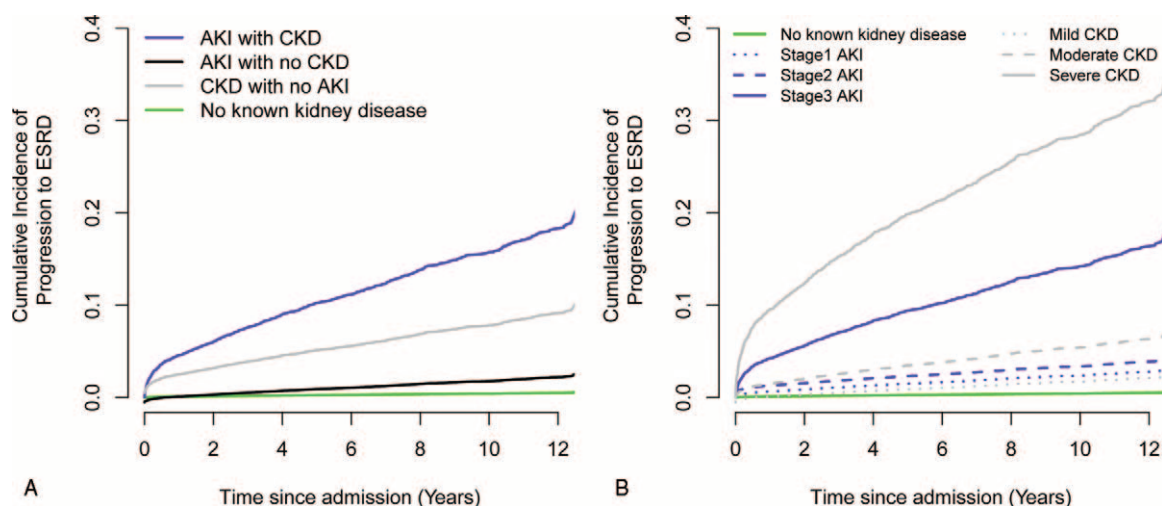 Cumulative Incidence of
Progression to ESRD
0.4
0.3
0.2
0.1
0.0
AKI with CKD
AKI with no CKD
CKD with no AKI
No known kidney disease
0 2 4 6 8 10 12
A
Time since admission (Years)
Cumulative Incidence of
Progression to ESRD
0.4
0.3
0.2
0.1
0.0
No known kidney disease
Stage1 AKI
Stage2 AKI
Stage3 AKI
Mild CKD
Moderate CKD
Severe CKD
0 2 4 6 8 10 12
B
Time since admission (Years)